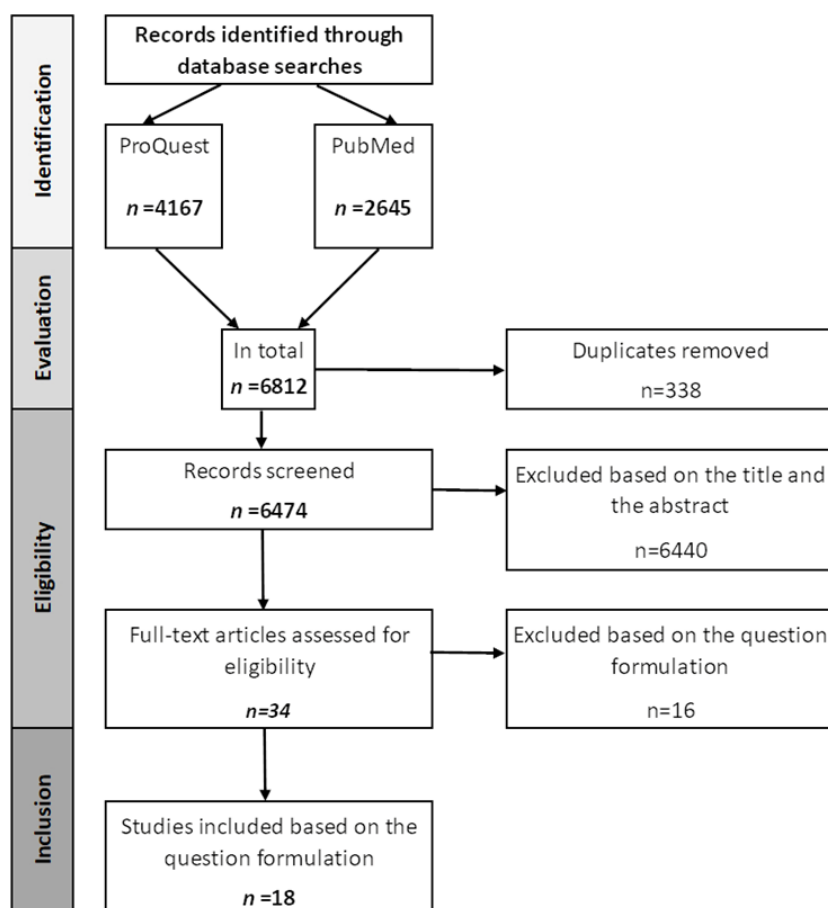 Identification
Records identified through
database searches
ProQuest
n =4167
PubMed
n =2645
Evaluation
In total
n =6812
Duplicates removed
n=338
Eligibility
Records screened
n =6474
Excluded based on the title and
the abstract
n=6440
Full-text articles assessed for
eligibility
n=34
Excluded based on the question
formulation
n=16
Inclusion
Studies included based on the
question formulation
n =18